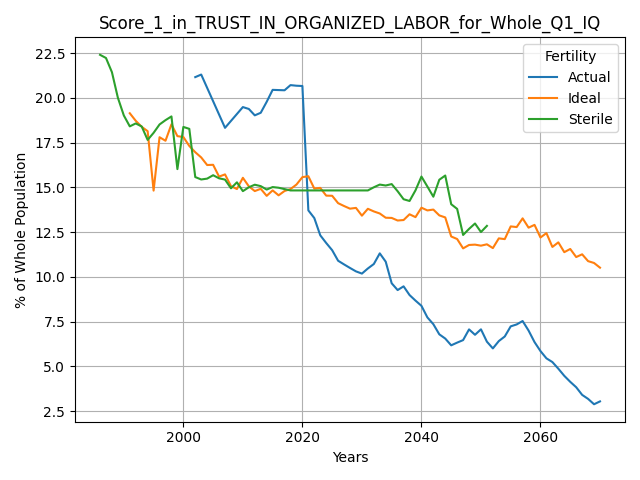 Score_1_in_TRUST_IN_ORGANIZED_LABOR_for_Whole_Q1_IQ
Fertility
Actual
Ideal
Sterile
% of Whole Population
22.5
20.0
17.5
15.0
12.5
10.0
7.5
5.0
2.5
2000
2020
2040
2060
Years